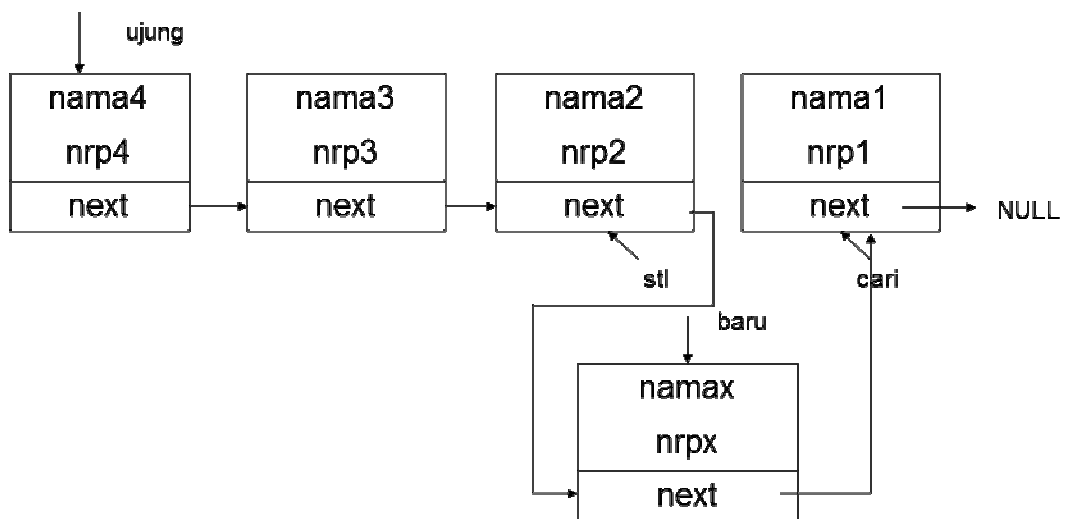 ujung
nama4
nrp4
next
nama3
nrp3
next
nama2
nrp2
next
nama1
nrp1
next
NULL
stl
cari
baru
namax
nrpx
next